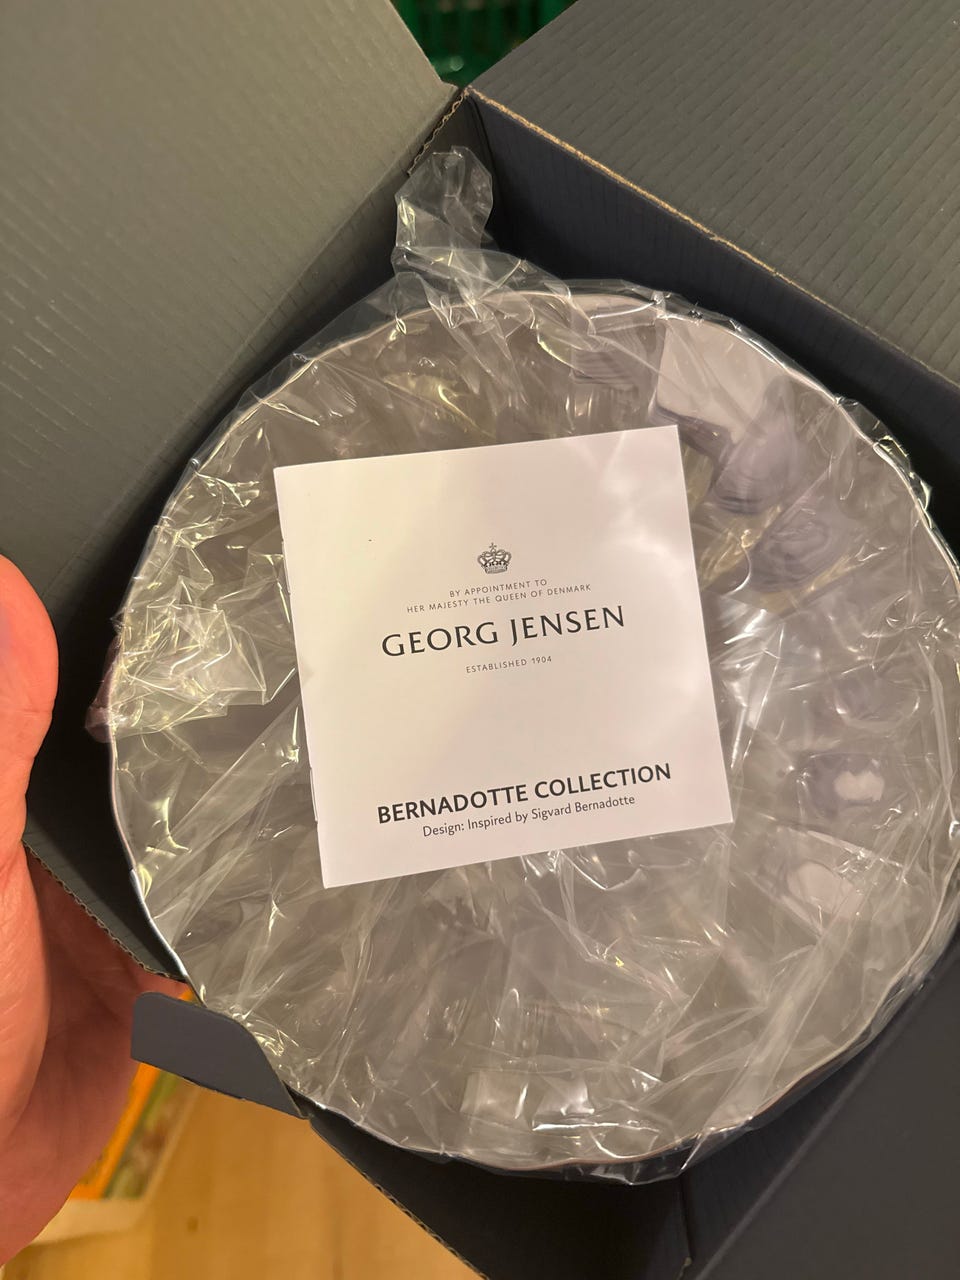 BY APPOINTMENT TO
HER MAJESTY THE QUEEN OF DENMARK
GEORG JENSEN
ESTABLISHED 1904
BERNADOTTE COLLECTION
Design: Inspired by Sigvard Bernadotte